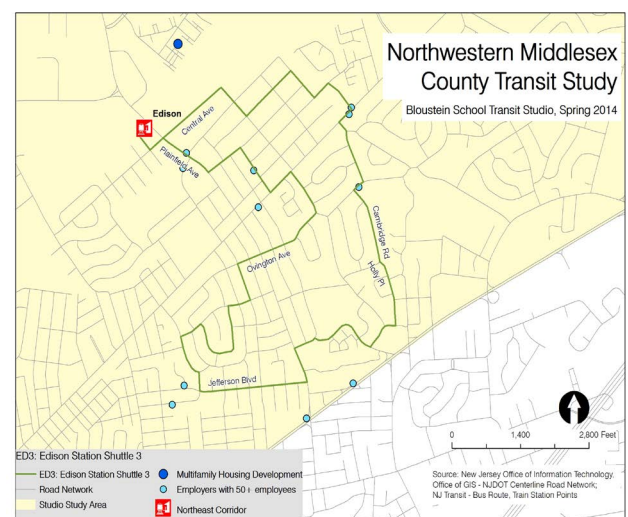 Northwestern Middlesex
County Transit Study
Bloustein School Transit Studio, Spring 2014
Edison
Central Ave
Plainfield Ave
Cambridge Rd
Ovington Ave
Holly Pl
Jefferson Blvd
0 1,400 2,800 Feet
ED3: Edison Station Shuttle 3
ED3: Edison Station Shuttle 3
Road Network
Studio Study Area
Multifamily Housing Development
Employers with 50+ employees
Northeast Corridor
Source: New Jersey Office of Information Technology.
Office of GIS - NJDOT Centerline Road Network;
NJ Transit - Bus Route, Train Station Points